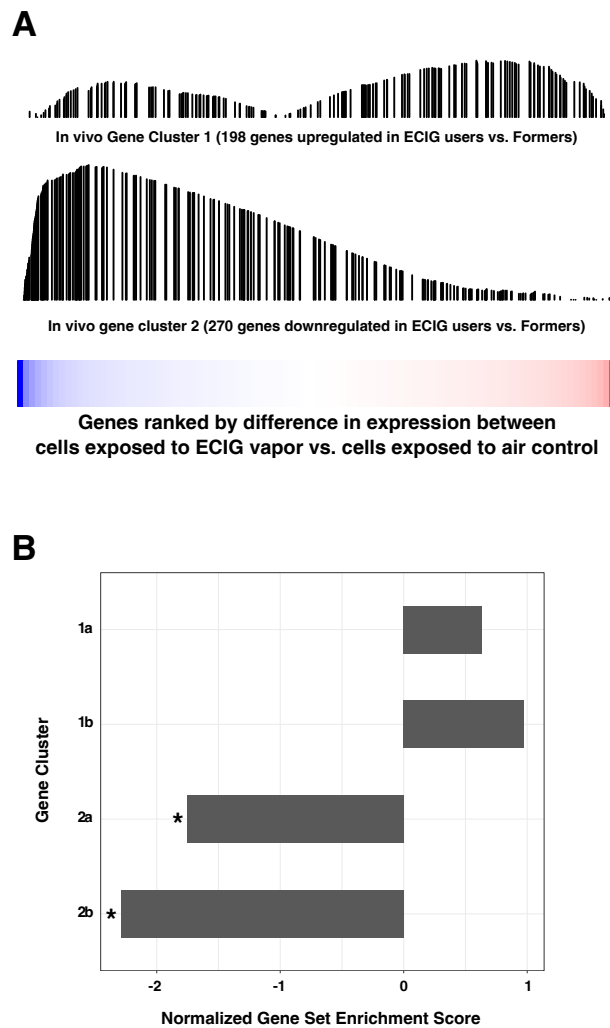 A
In vivo Gene Cluster 1 (198 genes upregulated in ECIG users vs. Formers)
In vivo gene cluster 2 (270 genes downregulated in ECIG users vs. Formers)
Genes ranked by difference in expression between
cells exposed to ECIG vapor vs. cells exposed to air control
B
Gene Cluster
1a
1b
2a
*
2b
*
-2 -1 0 1
Normalized Gene Set Enrichment Score